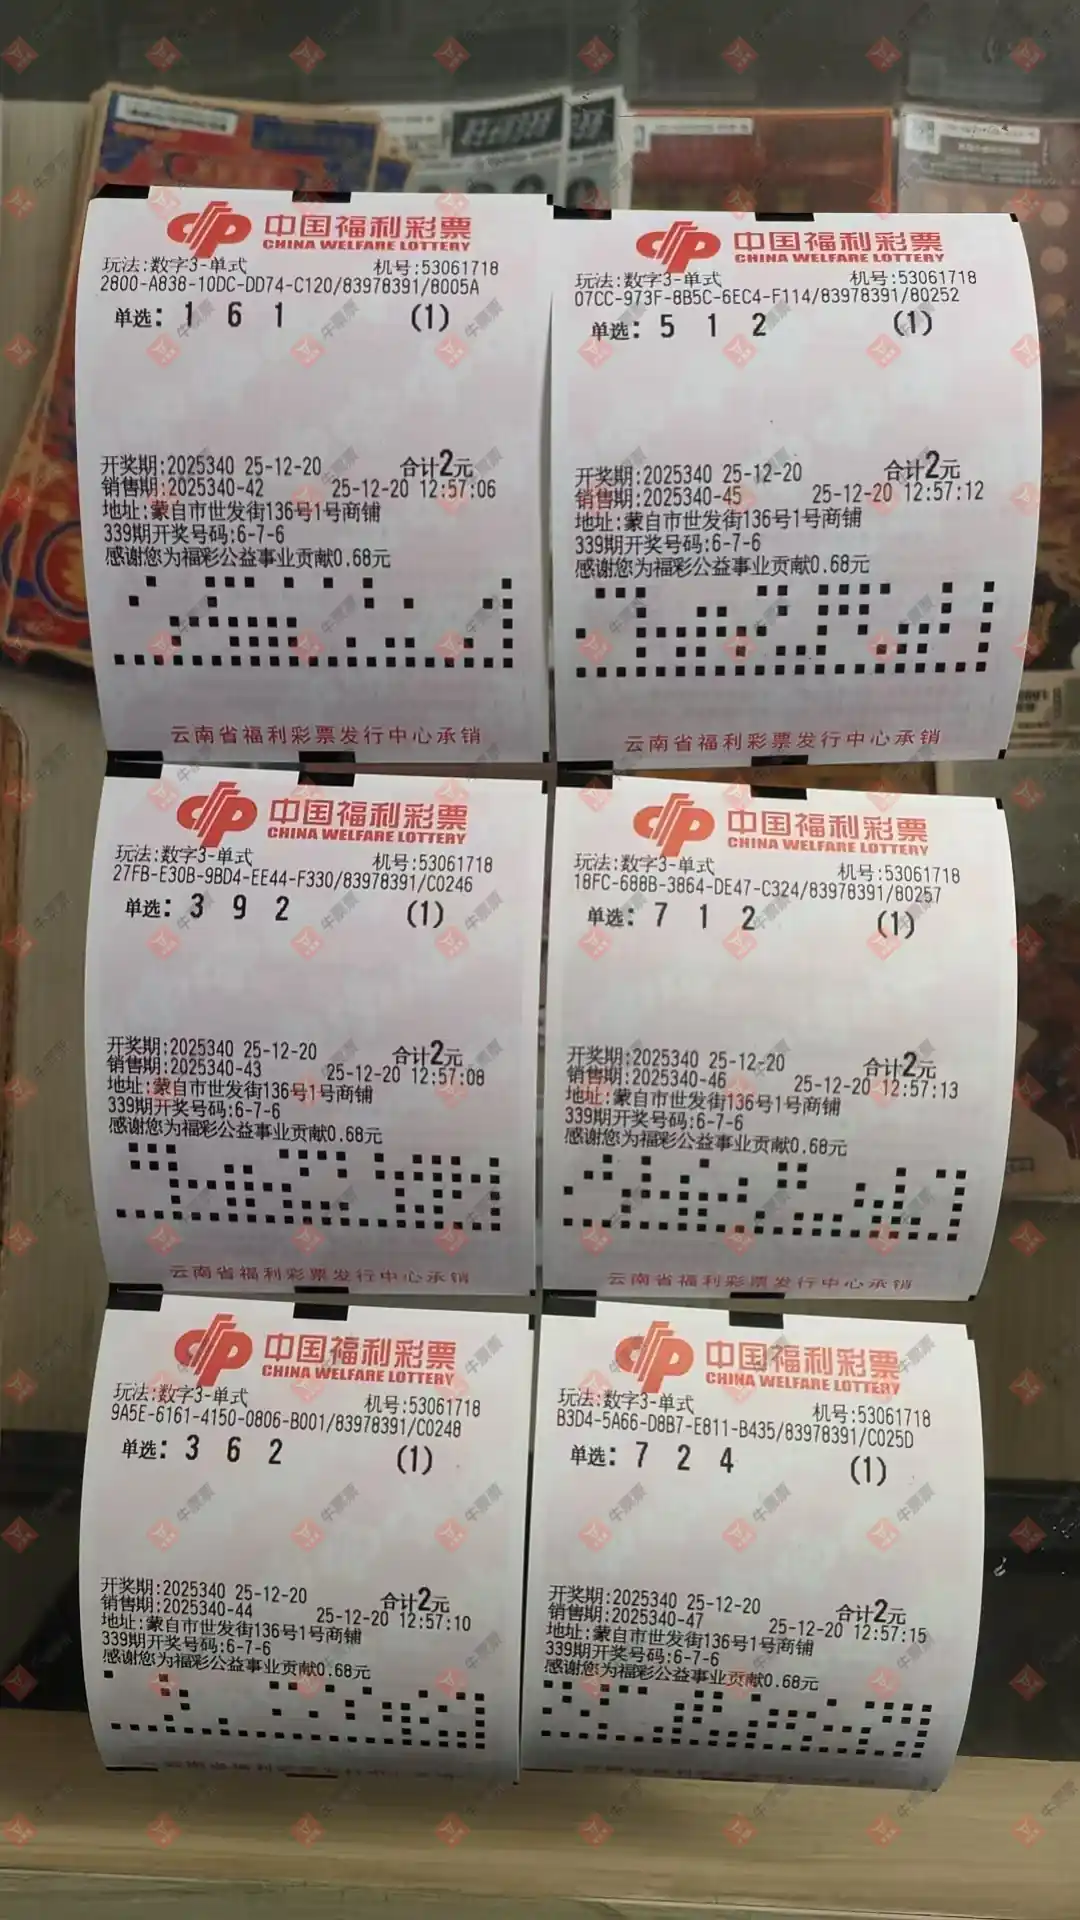 中国福利彩票
CHINA WELFARE LOTTERY
玩法:数字3-单式 机号:53061718
2800-A838-10DC-DD74-C120/83978391/8005A
单选: 1 6 1 (1)
开奖期:2025340 25-12-20 合计2元
销售期:2025340-42 25-12-20 12:57:06
地址:蒙自市世发街136号1号商铺
339期开奖号码:6-7-6
感谢您为福彩公益事业贡献0.68元
云南省福利彩票发行中心承销
中国福利彩票
CHINA WELFARE LOTTERY
玩法:数字3-单式 机号:53061718
07CC-973F-8B5C-6EC4-F114/83978391/80252
单选: 5 1 2 (1)
开奖期:2025340 25-12-20 合计2元
销售期:2025340-45 25-12-20 12:57:12
地址:蒙自市世发街136号1号商铺
339期开奖号码:6-7-6
感谢您为福彩公益事业贡献0.68元
云南省福利彩票发行中心承销
中国福利彩票
CHINA WELFARE LOTTERY
玩法:数字3-单式 机号:53061718
27FB-E30B-9BD4-EE44-F330/83978391/C0246
单选: 3 9 2 (1)
开奖期:2025340 25-12-20 合计2元
销售期:2025340-43 25-12-20 12:57:08
地址:蒙自市世发街136号1号商铺
339期开奖号码:6-7-6
感谢您为福彩公益事业贡献0.68元
云南省福利彩票发行中心承销
中国福利彩票
CHINA WELFARE LOTTERY
玩法:数字3-单式 机号:53061718
18FC-688B-3864-DE47-C324/83978391/80257
单选: 7 1 2 (1)
开奖期:2025340 25-12-20 合计2元
销售期:2025340-46 25-12-20 12:57:13
地址:蒙自市世发街136号1号商铺
339期开奖号码:6-7-6
感谢您为福彩公益事业贡献0.68元
云南省福利彩票发行中心承销
中国福利彩票
CHINA WELFARE LOTTERY
玩法:数字3-单式 机号:53061718
9A5E-6161-4150-0806-B001/83978391/C0248
单选: 3 6 2 (1)
开奖期:2025340 25-12-20 合计2元
销售期:2025340-44 25-12-20 12:57:10
地址:蒙自市世发街136号1号商铺
339期开奖号码:6-7-6
感谢您为福彩公益事业贡献0.68元
中国福利彩票
CHINA WELFARE LOTTERY
玩法:数字3-单式 机号:53061718
B3D4-5A66-D8B7-E811-B435/83978391/C025D
单选: 7 2 4 (1)
开奖期:2025340 25-12-20 合计2元
销售期:2025340-47 25-12-20 12:57:15
地址:蒙自市世发街136号1号商铺
339期开奖号码:6-7-6
感谢您为福彩公益事业贡献0.68元
牛票票